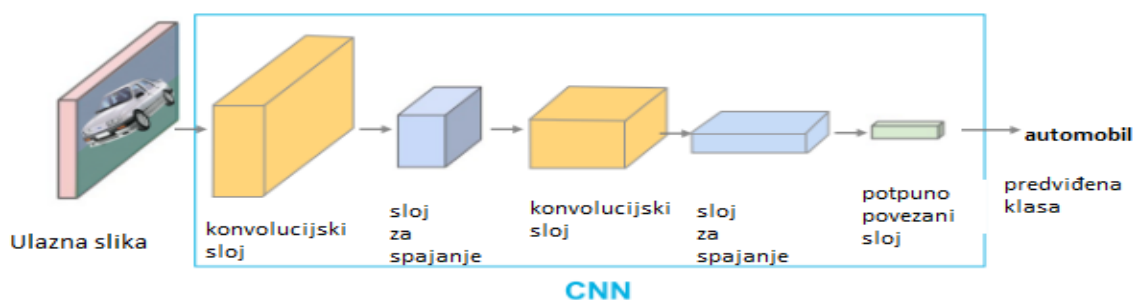 Ulazna slika
konvolucijski
sloj
sloj
za
spajanje
konvolucijski
sloj
sloj
za
spajanje
potpuno
povezani
sloj
automobil
predviđena
klasa
CNN